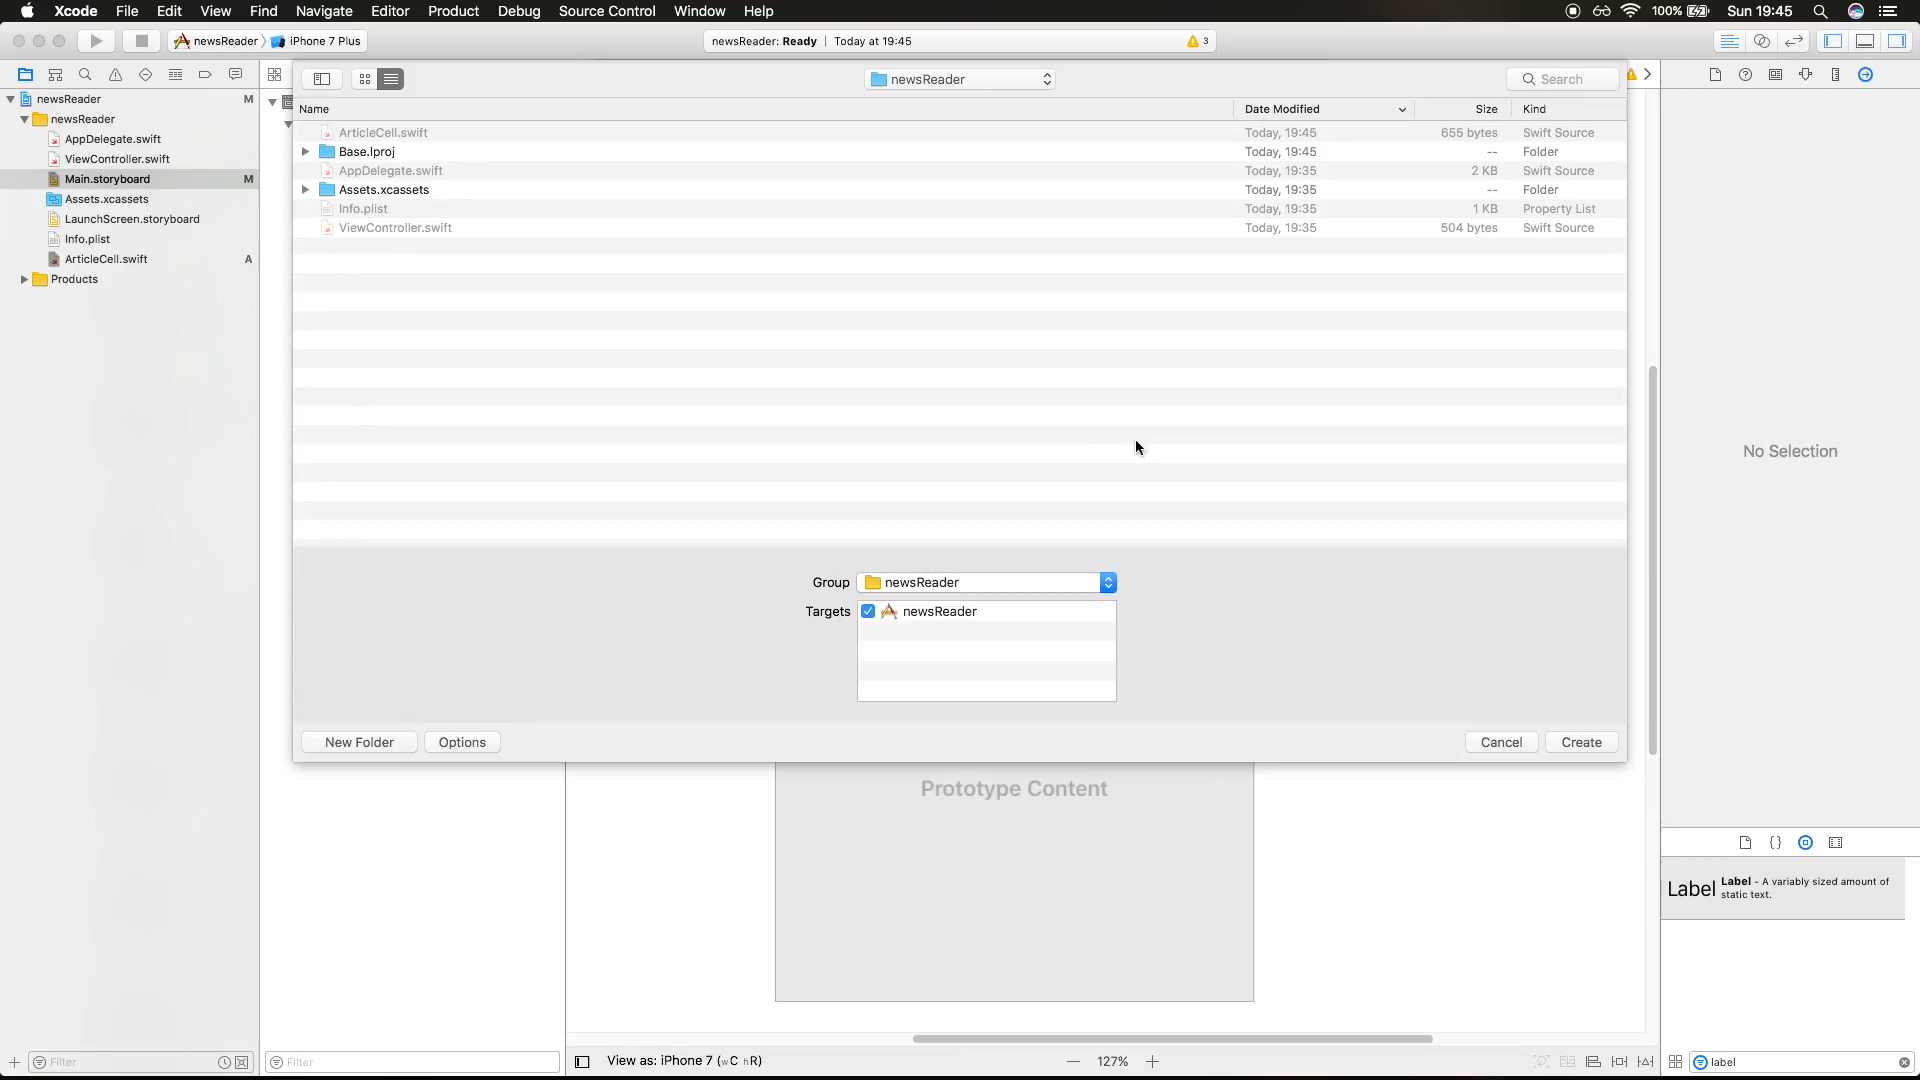 Xcode File Edit View Find Navigate Editor Product Debug Source Control Window Help 100% Sun 19:45
newsReader iPhone 7 Plus newsReader: Ready Today at 19:45 3
newsReader Search
newsReader M
Name Date Modified Size Kind
newsReader
ArticleCell.swift Today, 19:45 655 bytes Swift Source
AppDelegate.swift
Base.lproj Today, 19:45 -- Folder
ViewController.swift
AppDelegate.swift Today, 19:35 2 KB Swift Source
Main.storyboard M
Assets.xcassets Today, 19:35 -- Folder
Assets.xcassets
Info.plist Today, 19:35 1 KB Property List
LaunchScreen.storyboard
ViewController.swift Today, 19:35 504 bytes Swift Source
Info.plist
ArticleCell.swift A
Products
No Selection
Group newsReader
Targets newsReader
New Folder Options Cancel Create
Prototype Content
{}
Label Label - A variably sized amount of
static text.
Filter Filter View as: iPhone 7 (wC hR) 127% label